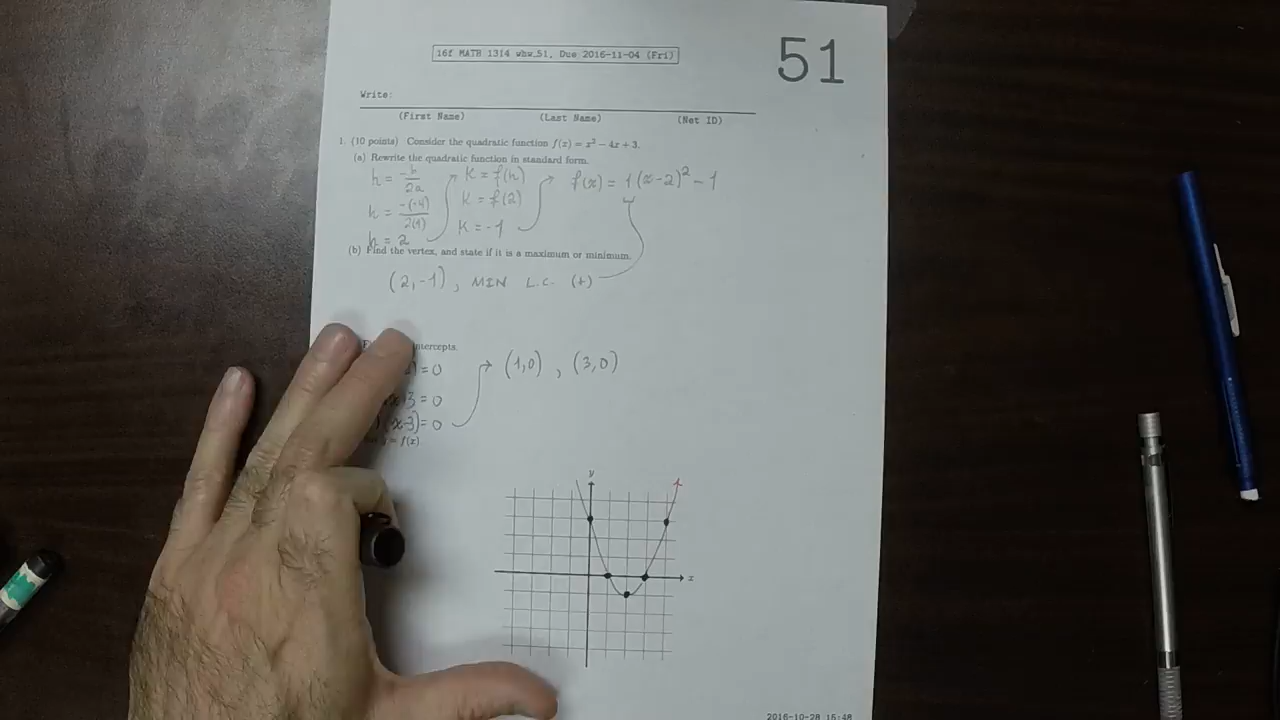 16f MATH 1314 whw_51, Due 2016-11-04 (Fri)
51
Write:
(First Name) (Last Name) (Net ID)
1. (10 points) Consider the quadratic function f(x) = x² − 4x + 3.
(a) Rewrite the quadratic function in standard form.
h = -b/2a
h = -(-4)/2(1)
h = 2
K = f(h)
K = f(2)
K = -1
f(x) = 1(x-2)² - 1
(b) Find the vertex, and state if it is a maximum or minimum.
(2,-1), MIN L.C. (+)
intercepts.
= 0
3 = 0
(x-3) = 0
(1,0) , (3,0)
= f(x)
y
x
2016-10-28 15:48